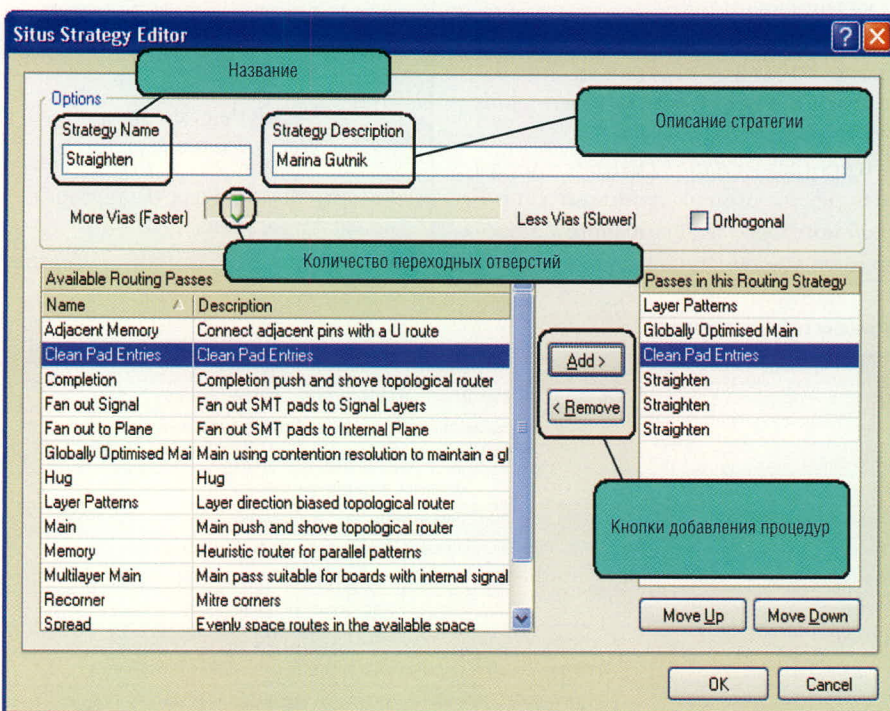 Situs Strategy Editor
Название
Options
Strategy Name
Strategy Description
Описание стратегии
Straighten
Marina Gutnik
More Vias (Faster)
Less Vias (Slower)
Orthogonal
Количество переходных отверстий
Available Routing Passes
Name
Description
Adjacent Memory
Connect adjacent pins with a U route
Clean Pad Entries
Clean Pad Entries
Completion
Completion push and shove topological router
Fan out Signal
Fan out SMT pads to Signal Layers
Fan out to Plane
Fan out SMT pads to Internal Plane
Globally Optimised Mai
Main using contention resolution to maintain a gl
Hug
Hug
Layer Patterns
Layer direction biased topological router
Main
Main push and shove topological router
Memory
Heuristic router for parallel patterns
Multilayer Main
Main pass suitable for boards with internal signal
Recorner
Mitre corners
Spread
Evenly space routes in the available space
Add >
< Remove
Passes in this Routing Strategy
Layer Patterns
Globally Optimised Main
Clean Pad Entries
Straighten
Straighten
Straighten
Кнопки добавления процедур
Move Up
Move Down
OK
Cancel